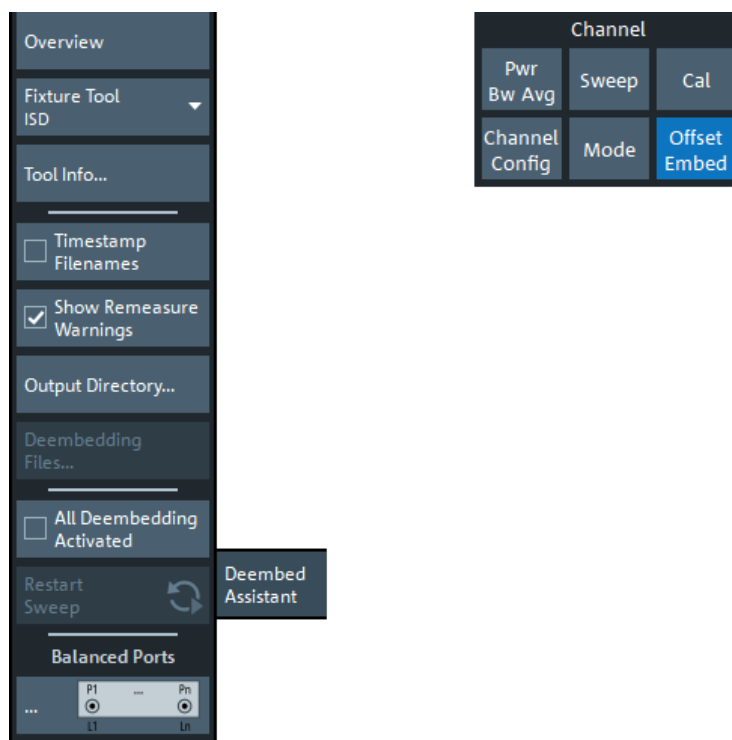 Overview
Fixture Tool
ISD
Tool Info...
Timestamp
Filenames
Show Remeasure
Warnings
Output Directory...
Deembedding
Files...
All Deembedding
Activated
Restart
Sweep
Balanced Ports
... P1 ... Pn
L1 Ln
Deembed
Assistant
Channel
Pwr
Bw Avg
Sweep
Cal
Channel
Config
Mode
Offset
Embed